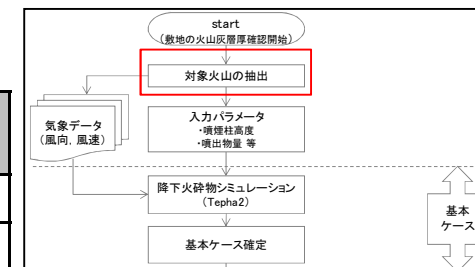 start
(敷地の火山灰層厚確認開始)
対象火山の抽出
気象データ
(風向, 風速)
入力パラメータ
・噴煙柱高度
・噴出物量 等
降下火砕物シミュレーション
(Tepha2)
基本ケース確定
基本
ケース